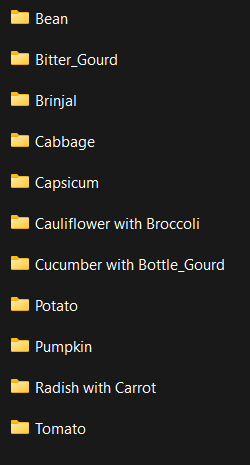 Bean
Bitter_Gourd
Brinjal
Cabbage
Capsicum
Cauliflower with Broccoli
Cucumber with Bottle_Gourd
Potato
Pumpkin
Radish with Carrot
Tomato